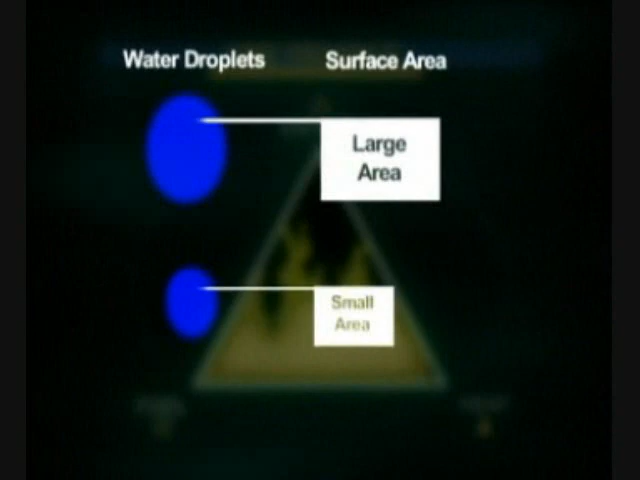 Water Droplets
Surface Area
Large
Area
Small
Area